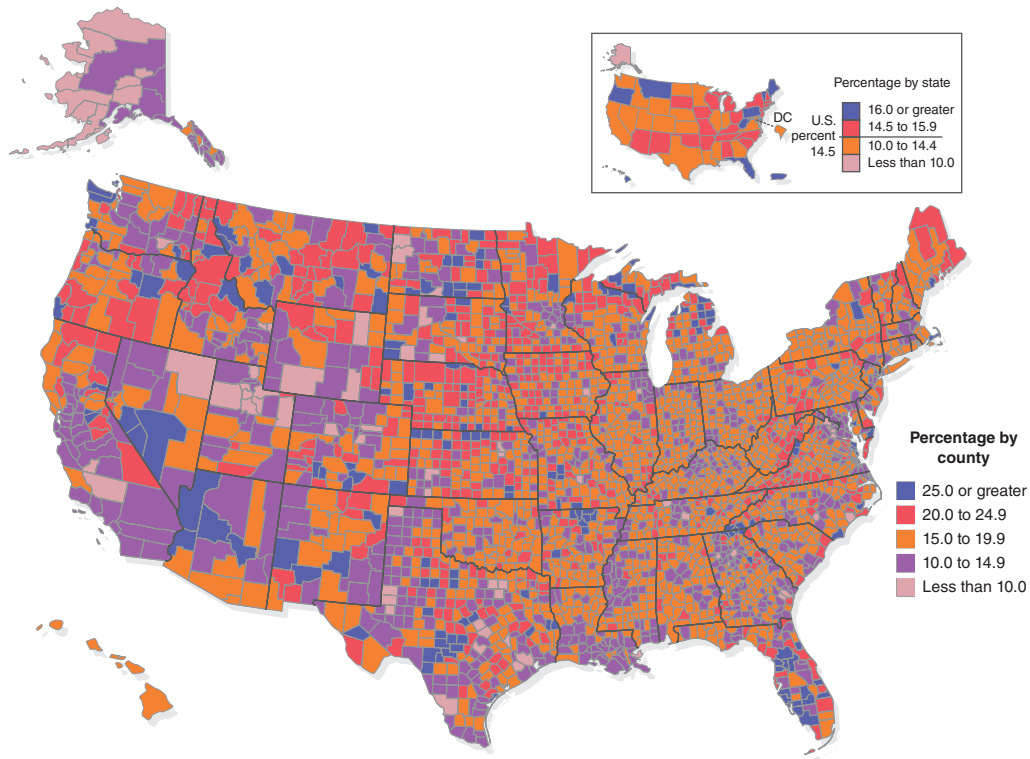 Percentage by state
DC
U.S.
percent
14.5
16.0 or greater
14.5 to 15.9
10.0 to 14.4
Less than 10.0
Percentage by
county
25.0 or greater
20.0 to 24.9
15.0 to 19.9
10.0 to 14.9
Less than 10.0